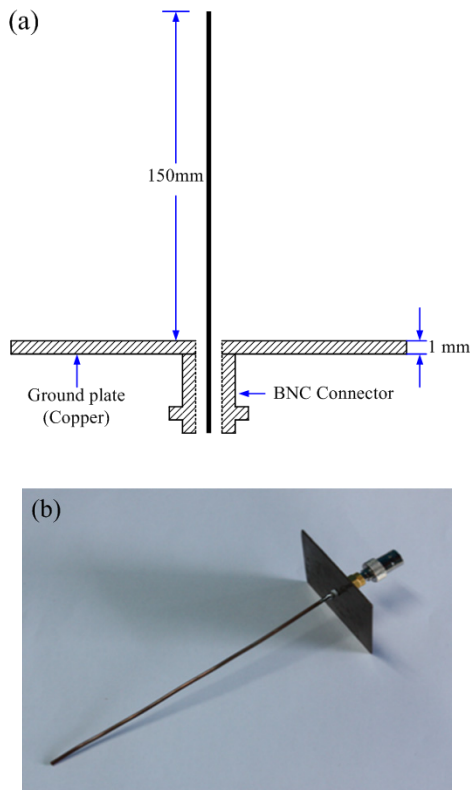 (a)
150mm
1 mm
Ground plate
(Copper)
BNC Connector
(b)